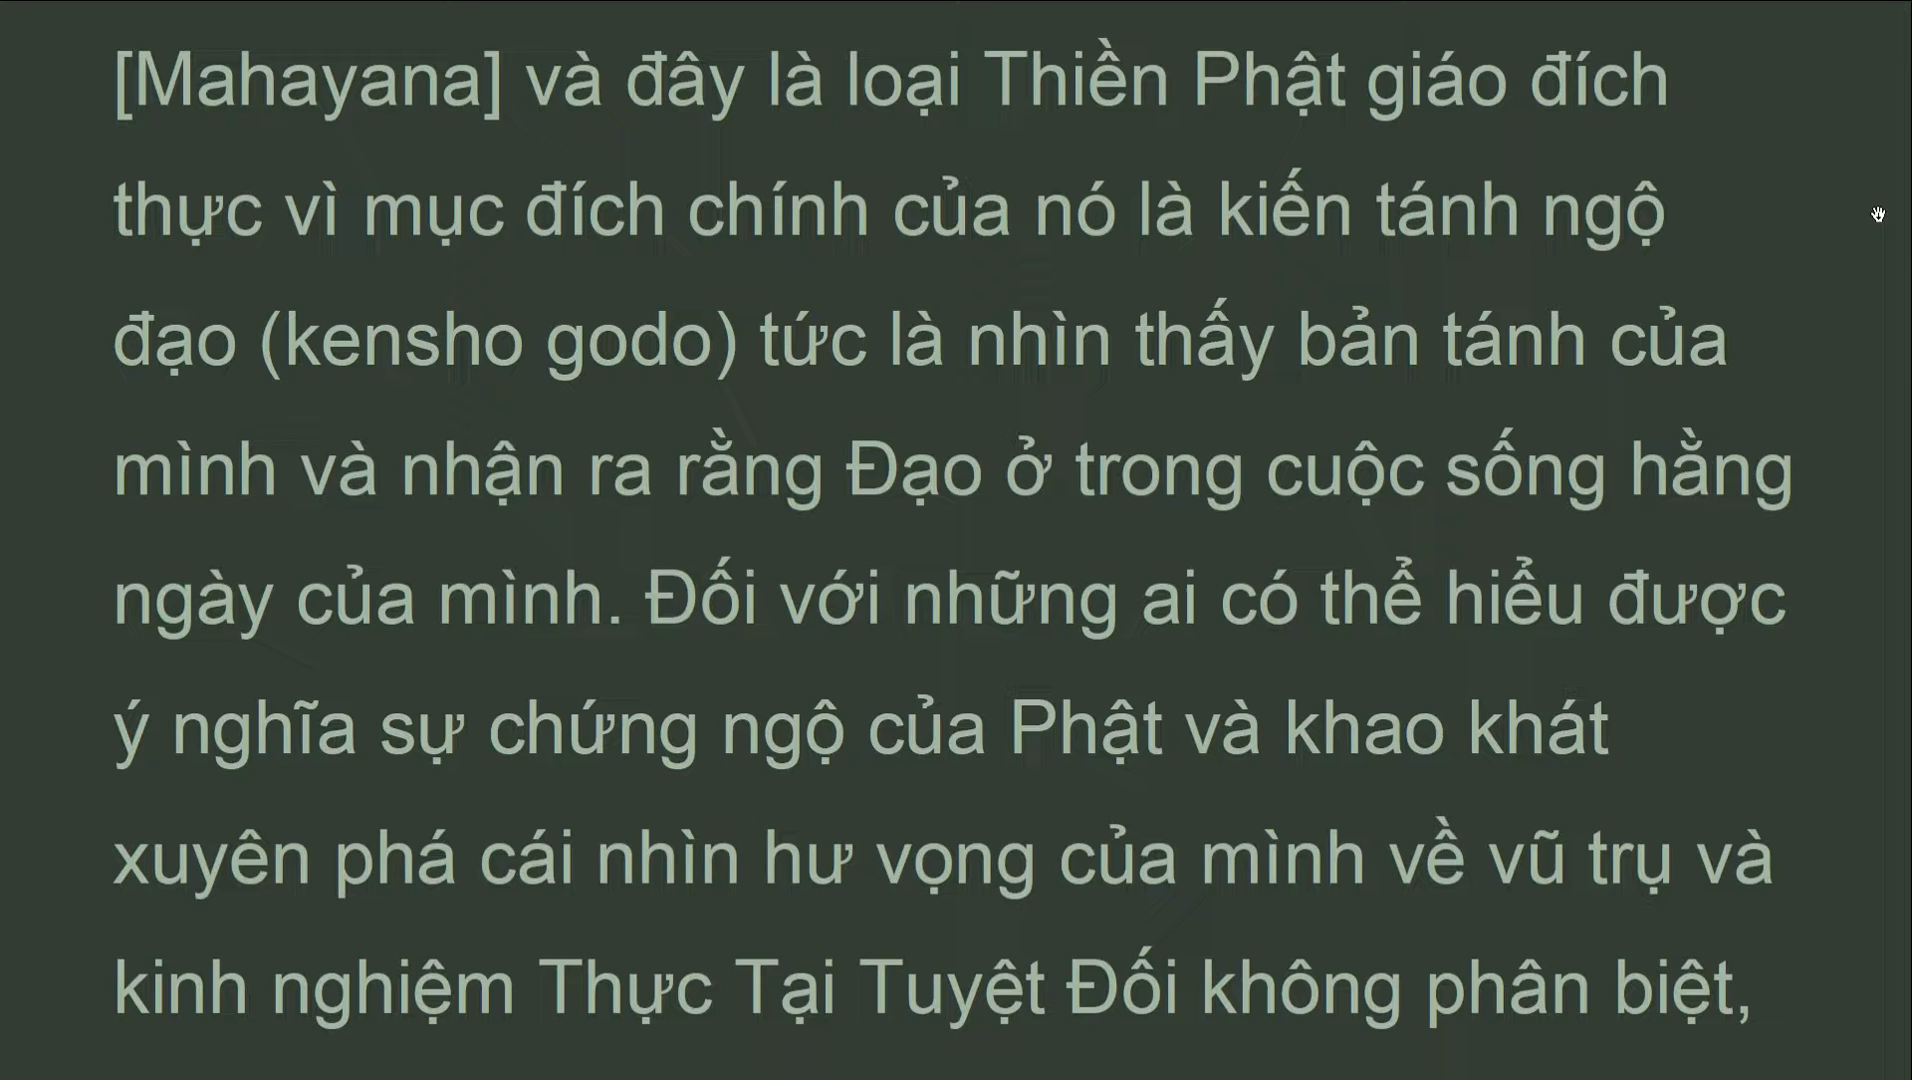 [Mahayana] và đây là loại Thiền Phật giáo đích
thực vì mục đích chính của nó là kiến tánh ngộ
đạo (kensho godo) tức là nhìn thấy bản tánh của
mình và nhận ra rằng Đạo ở trong cuộc sống hằng
ngày của mình. Đối với những ai có thể hiểu được
ý nghĩa sự chứng ngộ của Phật và khao khát
xuyên phá cái nhìn hư vọng của mình về vũ trụ và
kinh nghiệm Thực Tại Tuyệt Đối không phân biệt,